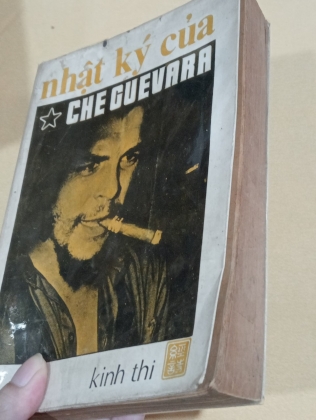 nhật ký của
CHE GUEVARA
kinh thi